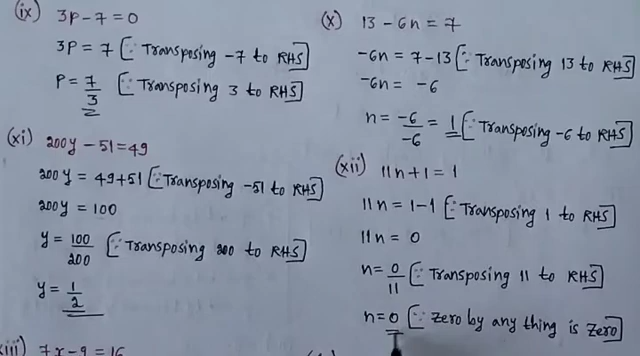 (ix) 3p - 7 = 0
3p = 7 [∵ Transposing -7 to RHS]
p = 7/3 [∵ Transposing 3 to RHS]
(x) 13 - 6n = 7
-6n = 7 - 13 [∵ Transposing 13 to RHS]
-6n = -6
n = -6/-6 = 1 [∵ Transposing -6 to RHS]
(xi) 200y - 51 = 49
200y = 49 + 51 [∵ Transposing -51 to RHS]
200y = 100
y = 100/200 [∵ Transposing 200 to RHS]
y = 1/2
(xii) 11n + 1 = 1
11n = 1 - 1 [∵ Transposing 1 to RHS]
11n = 0
n = 0/11 [∵ Transposing 11 to RHS]
n = 0 [∵ Zero by any thing is zero]
7x - 9 = 16